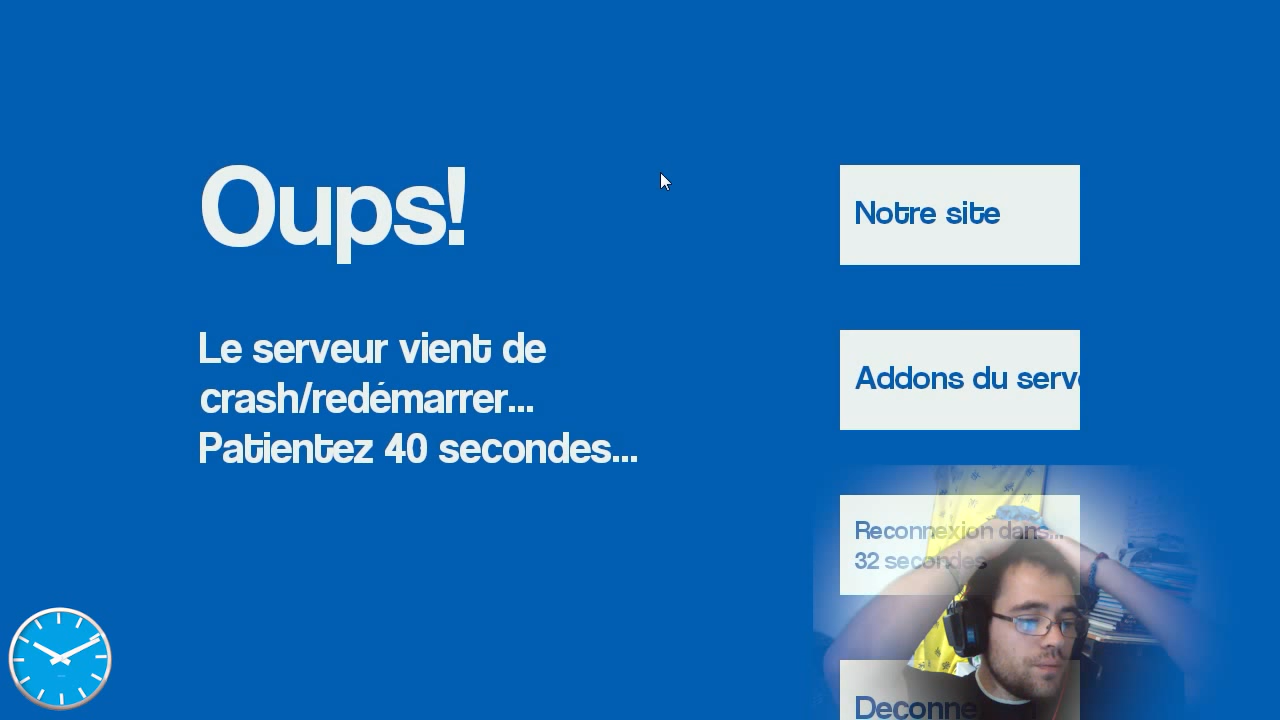 Oups!
Le serveur vient de
crash/redémarrer...
Patientez 40 secondes...
Notre site
Addons du serve
Reconnexion dans...
32 secondes
Deconne